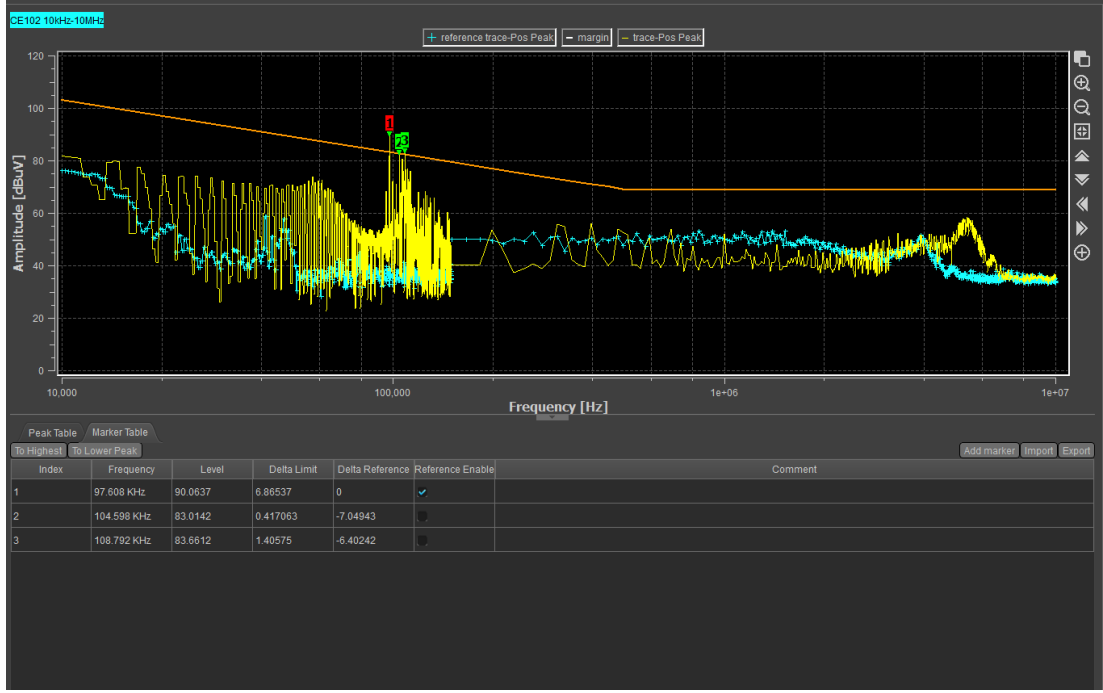 CE102 10kHz-10MHz
reference trace-Pos Peak margin trace-Pos Peak
120
100
80
60
40
20
0
Amplitude [dBuV]
1
3
10,000 100,000 1e+06 1e+07
Frequency [Hz]
Peak Table Marker Table
To Highest To Lower Peak Add marker Import Export
Index Frequency Level Delta Limit Delta Reference Reference Enable Comment
1 97.608 KHz 90.0637 6.86537 0
2 104.598 KHz 83.0142 0.417063 -7.04943
3 108.792 KHz 83.6612 1.40575 -6.40242